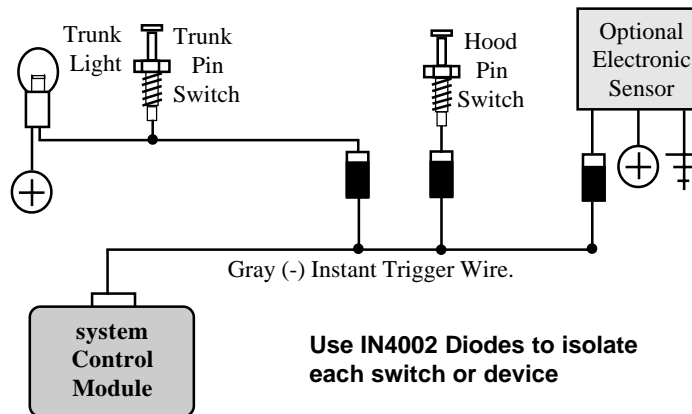 Trunk
Light
Trunk
Pin
Switch
Hood
Pin
Switch
Optional
Electronic
Sensor
Gray (-) Instant Trigger Wire.
system
Control
Module
Use IN4002 Diodes to isolate
each switch or device